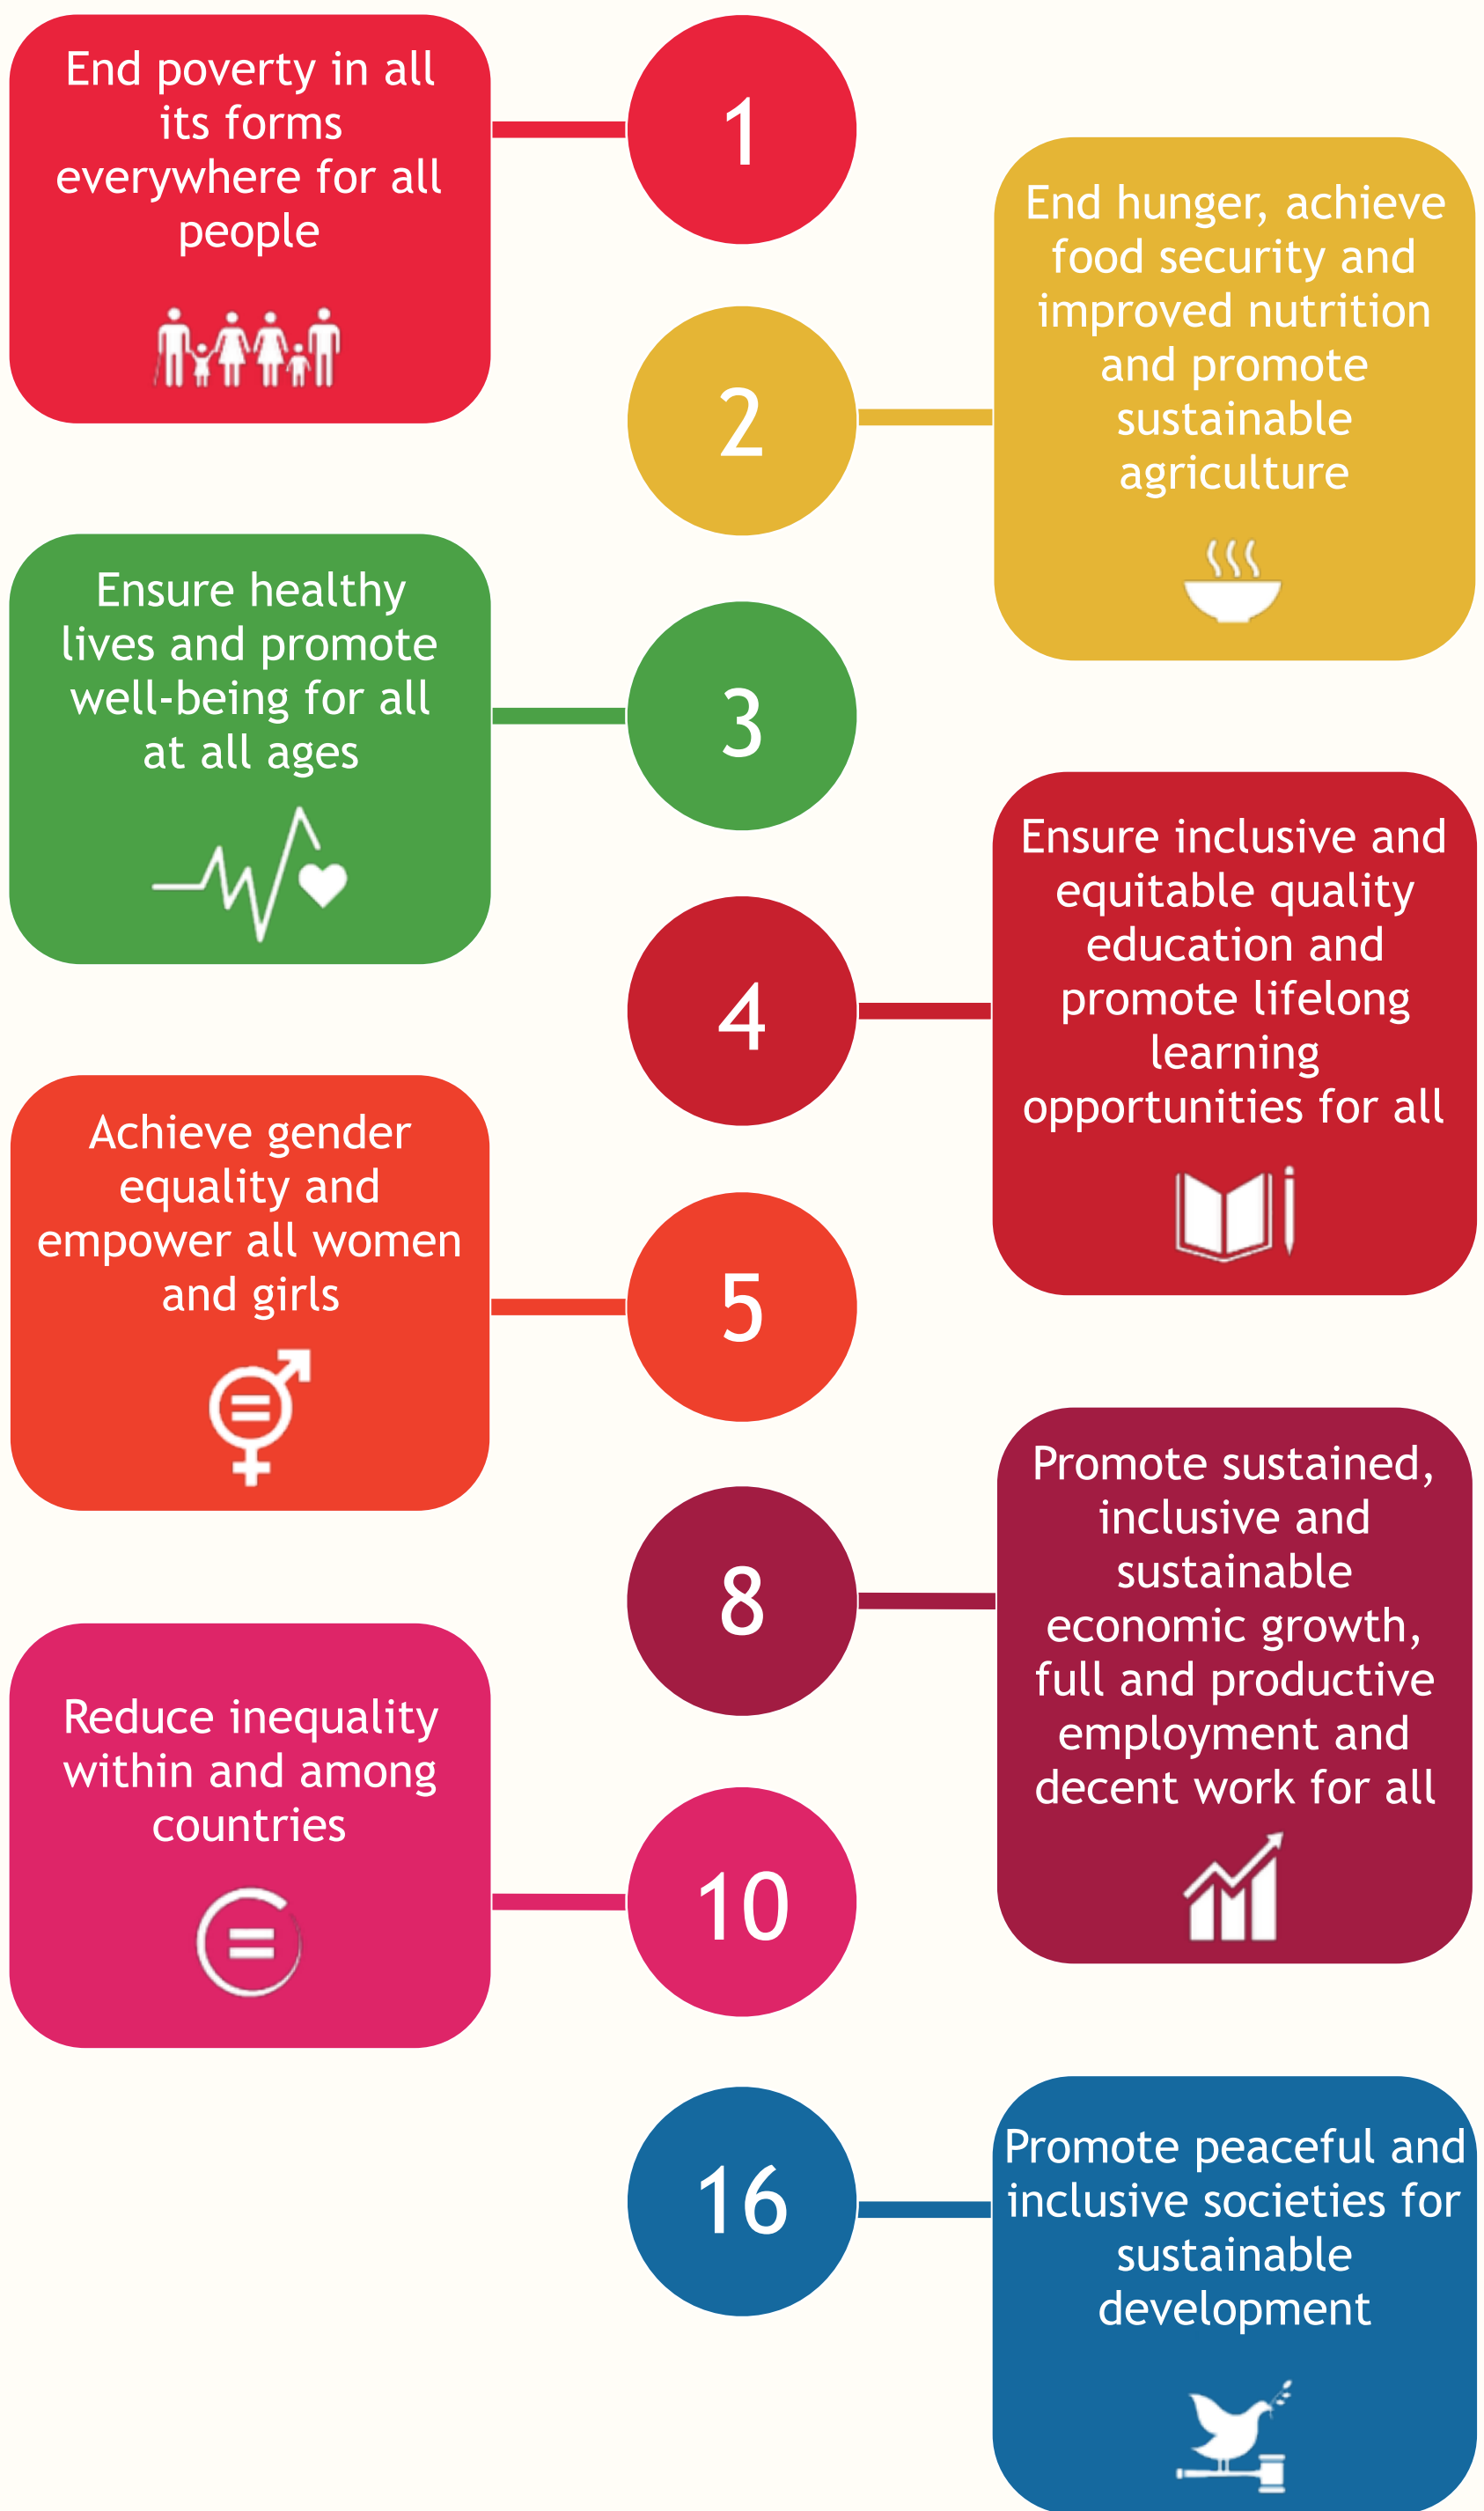 End poverty in all
its forms
everywhere for all
people
1
End hunger, achieve
food security and
improved nutrition
and promote
sustainable
agriculture
2
Ensure healthy
lives and promote
well-being for all
at all ages
3
Ensure inclusive and
equitable quality
education and
promote lifelong
learning
opportunities for all
4
Achieve gender
equality and
empower all women
and girls
5
Promote sustained,
inclusive and
sustainable
economic growth,
full and productive
employment and
decent work for all
8
Reduce inequality
within and among
countries
10
Promote peaceful and
inclusive societies for
sustainable
development
16